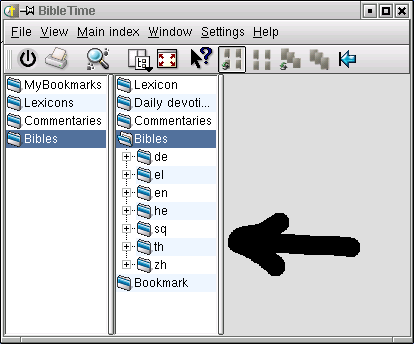 BibleTime
File View Main index Window Settings Help
MyBookmarks
Lexicons
Commentaries
Bibles
Lexicon
Daily devoti...
Commentaries
Bibles
de
el
en
he
sq
th
zh
Bookmark